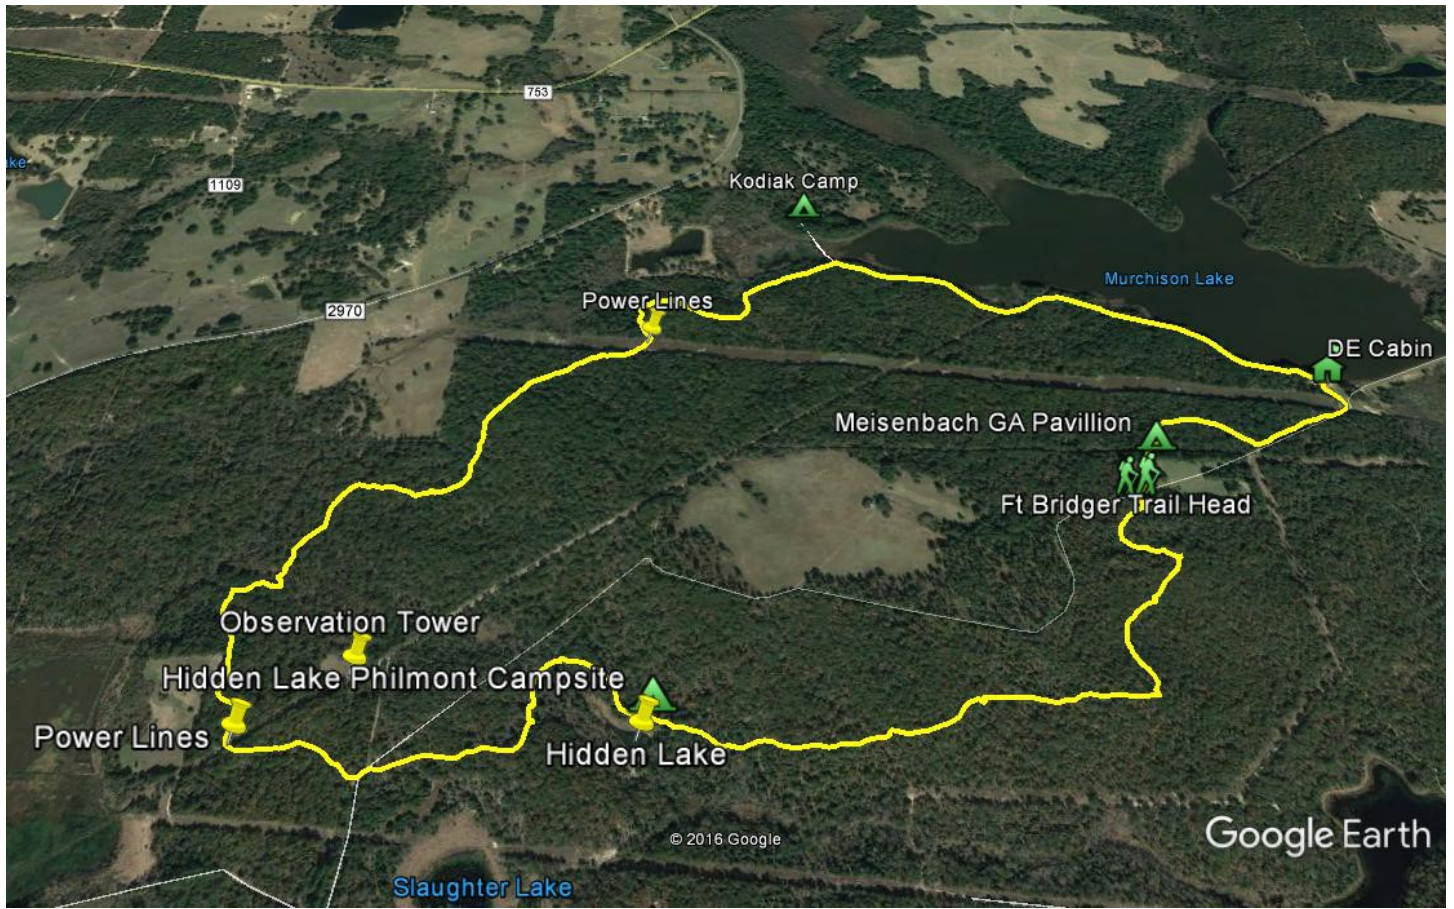 753
ke
1109
Kodiak Camp
Murchison Lake
Power Lines
2970
DE Cabin
Meisenbach GA Pavillion
Ft Bridger Trail Head
Observation Tower
Hidden Lake Philmont Campsite
Power Lines
Hidden Lake
© 2016 Google
Google Earth
Slaughter Lake